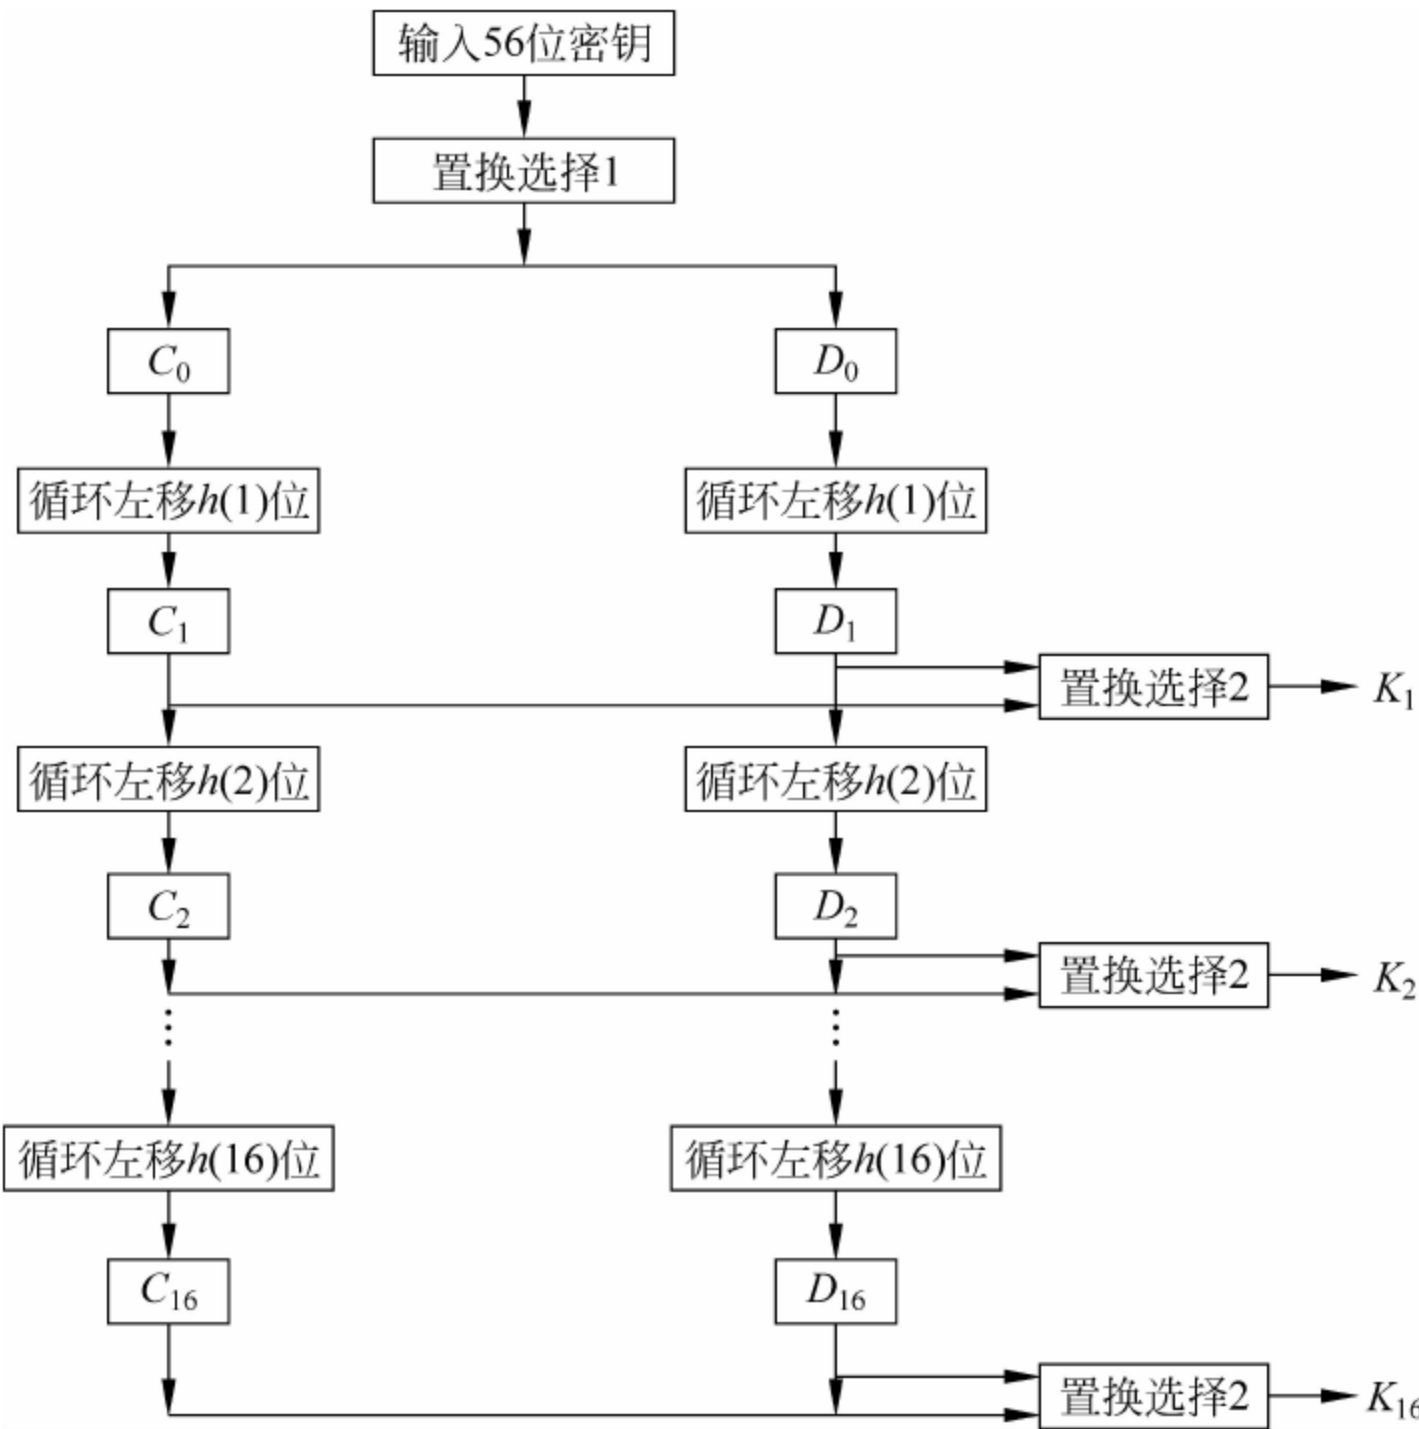 输入56位密钥
置换选择1
C₀
D₀
循环左移h(1)位
循环左移h(1)位
C₁
D₁
置换选择2
K₁
循环左移h(2)位
循环左移h(2)位
C₂
D₂
置换选择2
K₂
⋮
⋮
循环左移h(16)位
循环左移h(16)位
C₁₆
D₁₆
置换选择2
K₁₆